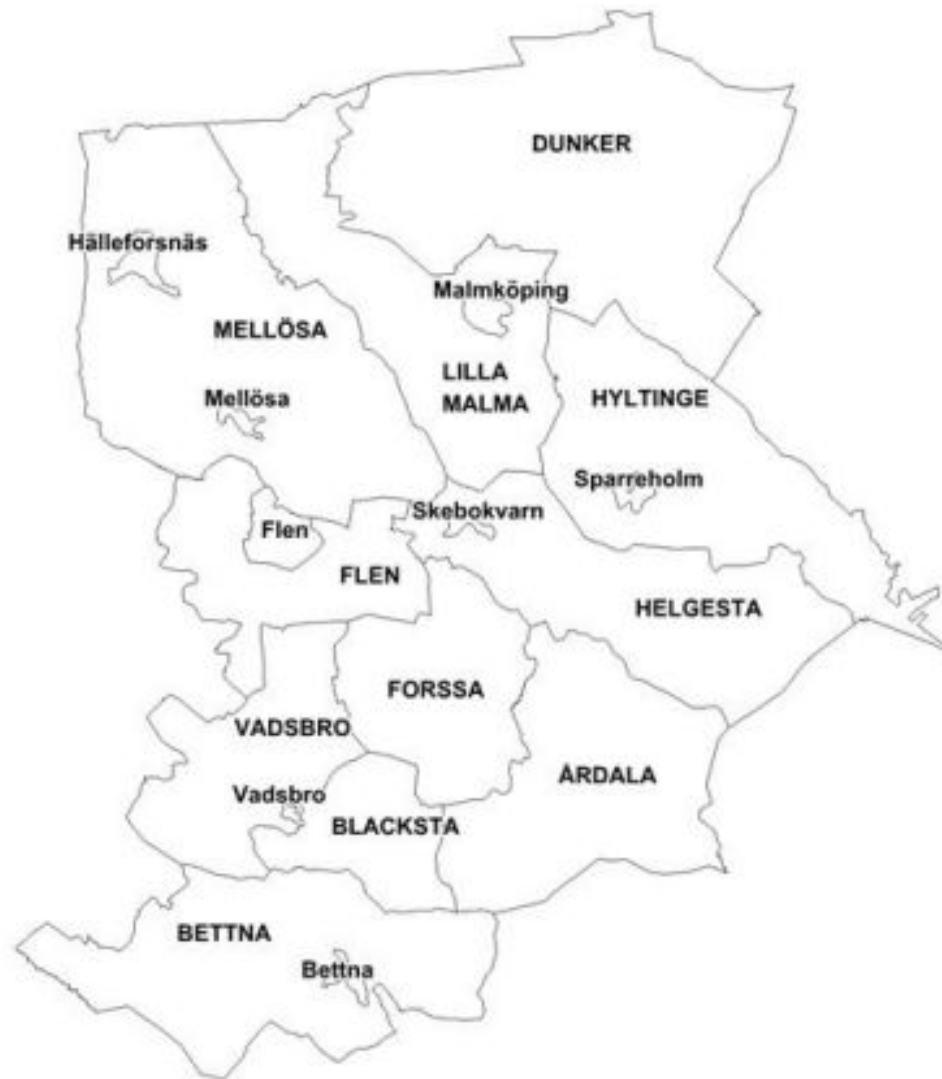 DUNKER
Hälleforsnäs
Malmköping
MELLÖSA
LILLA
MALMA
HYLTINGE
Mellösa
Sparreholm
Skebokvarn
Flen
FLEN
HELGESTA
FORSSA
VADSBRO
ÅRDALA
Vadsbro
BLACKSTA
BETTNA
Bettna